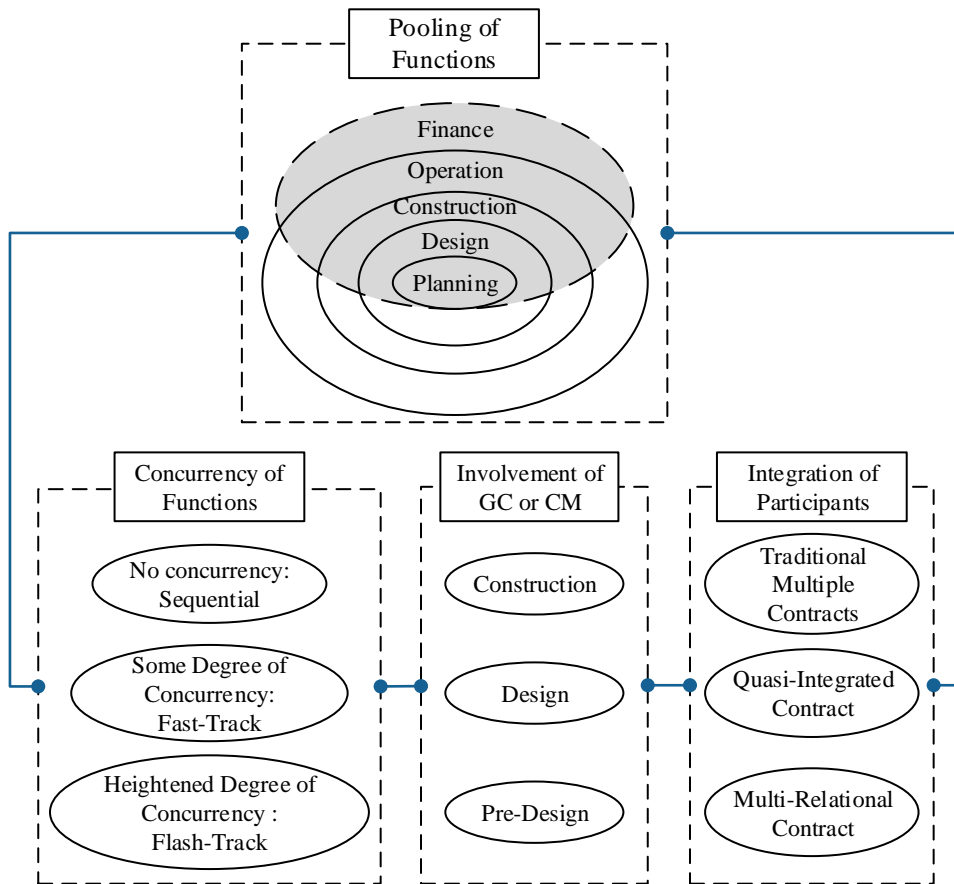 Pooling of
Functions
Finance
Operation
Construction
Design
Planning
Concurrency of
Functions
No concurrency:
Sequential
Some Degree of
Concurrency:
Fast-Track
Heightened Degree of
Concurrency :
Flash-Track
Involvement of
GC or CM
Construction
Design
Pre-Design
Integration of
Participants
Traditional
Multiple
Contracts
Quasi-Integrated
Contract
Multi-Relational
Contract